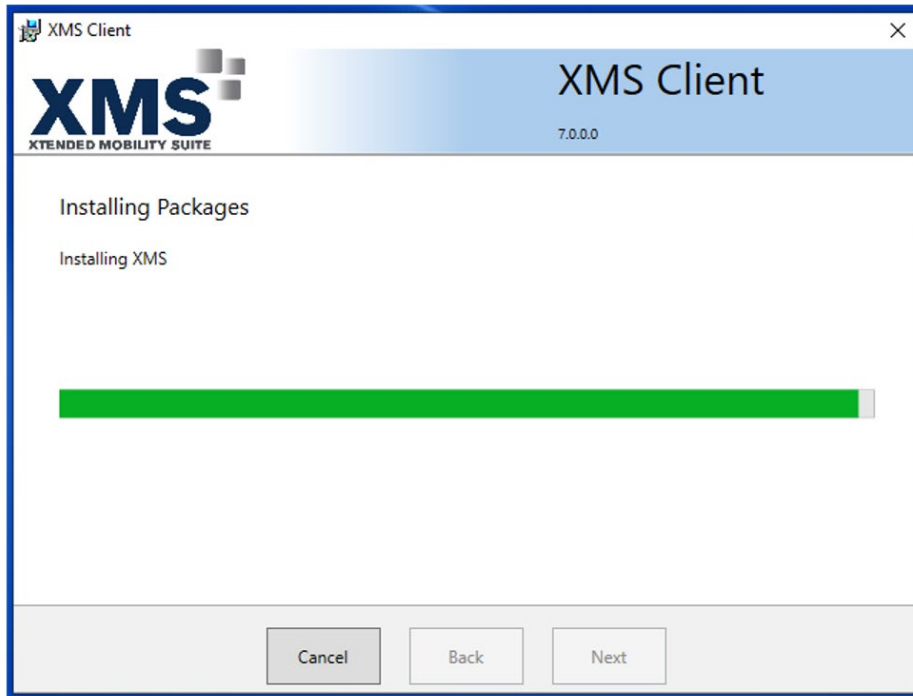 XMS Client
XMS
XTENDED MOBILITY SUITE
XMS Client
7.0.0.0
Installing Packages
Installing XMS
Cancel
Back
Next